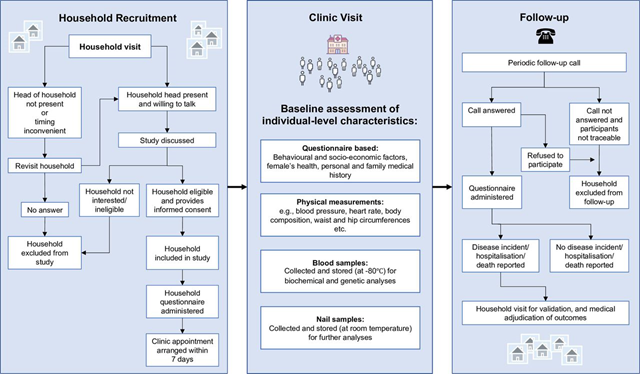 Household Recruitment
Household visit
Head of household
not present
or
timing
inconvenient
Household head present
and willing to talk
Study discussed
Revisit household
Household not
interested/
ineligible
Household eligible
and provides
informed consent
No answer
Household
excluded from
study
Household
included in study
Household
questionnaire
administered
Clinic appointment
arranged within
7 days
Clinic Visit
Baseline assessment of
individual-level characteristics:
Questionnaire based:
Behavioural and socio-economic factors,
female's health, personal and family medical
history
Physical measurements:
e.g., blood pressure, heart rate, body
composition, waist and hip circumferences
etc.
Blood samples:
Collected and stored (at -80℃) for
biochemical and genetic analyses
Nail samples:
Collected and stored (at room temperature) for
further analyses
Follow-up
Periodic follow-up call
Call answered
Call not
answered and
participants
not traceable
Refused to
participate
Questionnaire
administered
Household
excluded from
follow-up
Disease incident/
hospitalisation/
death reported
No disease incident/
hospitalisation/
death reported
Household visit for validation, and medical
adjudication of outcomes